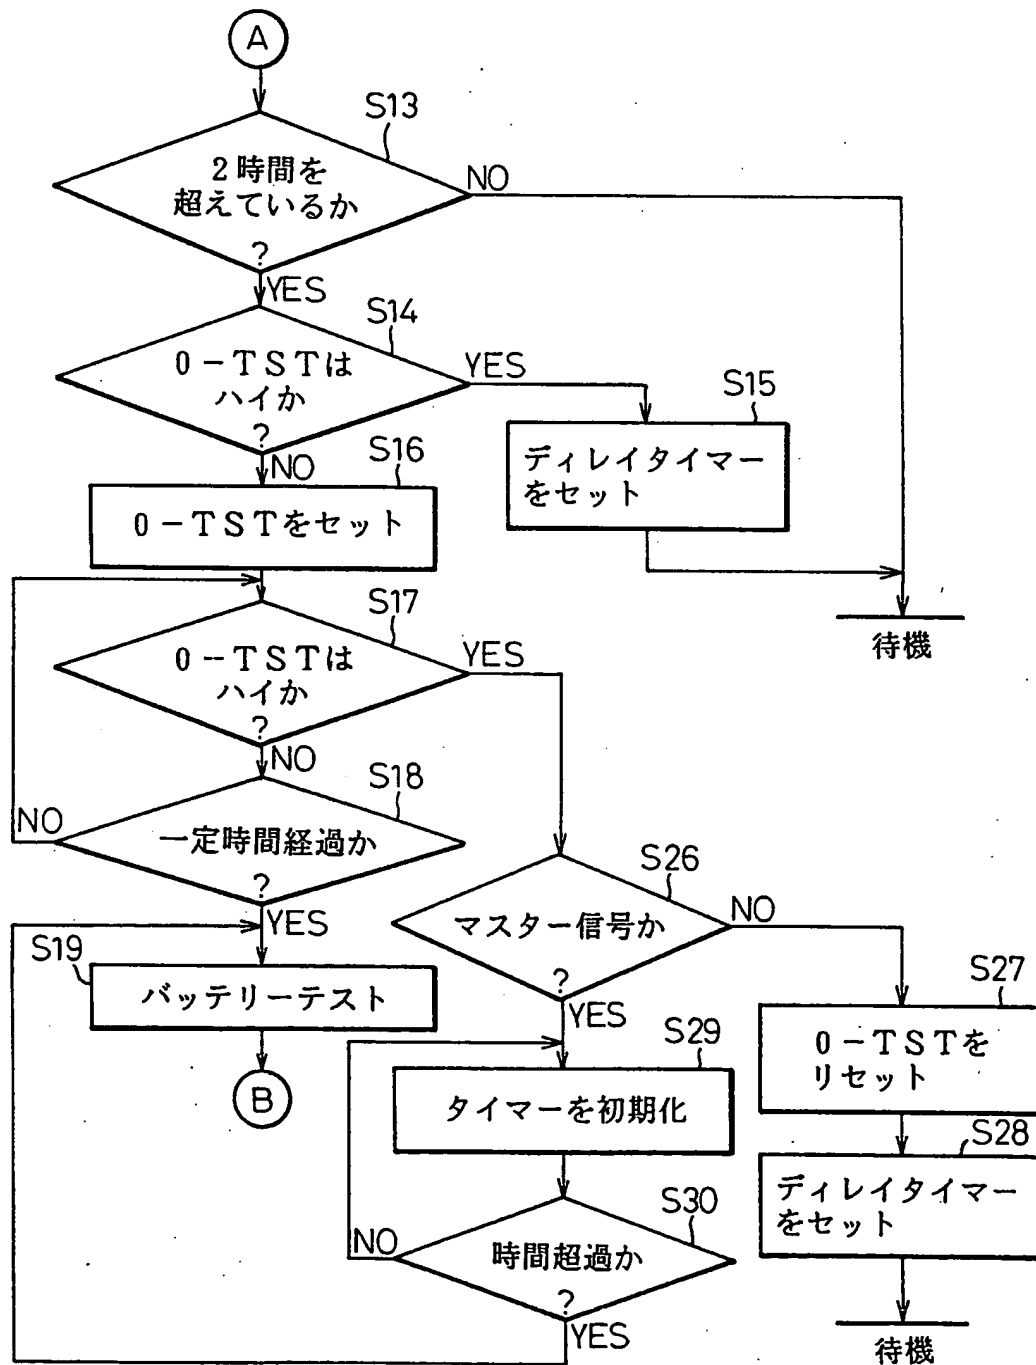 A
S13
2時間を
超えているか
?
NO
YES
S14
0-TSTは
ハイか
?
YES
S15
ディレイタイマー
をセット
NO
S16
0-TSTをセット
待機
S17
0-TSTは
ハイか
?
YES
NO
S18
一定時間経過か
?
NO
YES
S19
バッテリーテスト
B
S26
マスター信号か
?
NO
YES
S27
0-TSTを
リセット
S28
ディレイタイマー
をセット
待機
S29
タイマーを初期化
S30
時間超過か
?
NO
YES